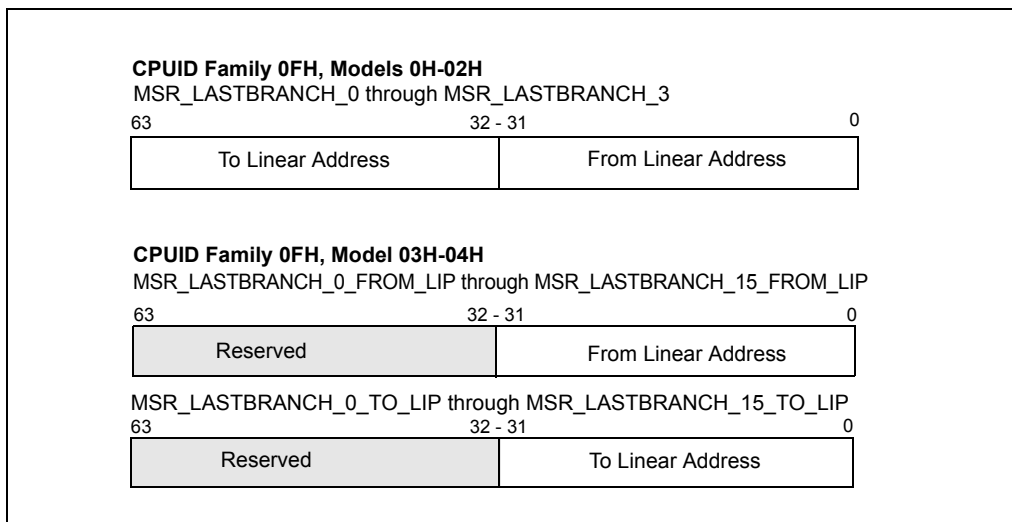 CPUID Family 0FH, Models 0H-02H
MSR_LASTBRANCH_0 through MSR_LASTBRANCH_3
63 32 - 31 0
To Linear Address From Linear Address
CPUID Family 0FH, Model 03H-04H
MSR_LASTBRANCH_0_FROM_LIP through MSR_LASTBRANCH_15_FROM_LIP
63 32 - 31 0
Reserved From Linear Address
MSR_LASTBRANCH_0_TO_LIP through MSR_LASTBRANCH_15_TO_LIP
63 32 - 31 0
Reserved To Linear Address